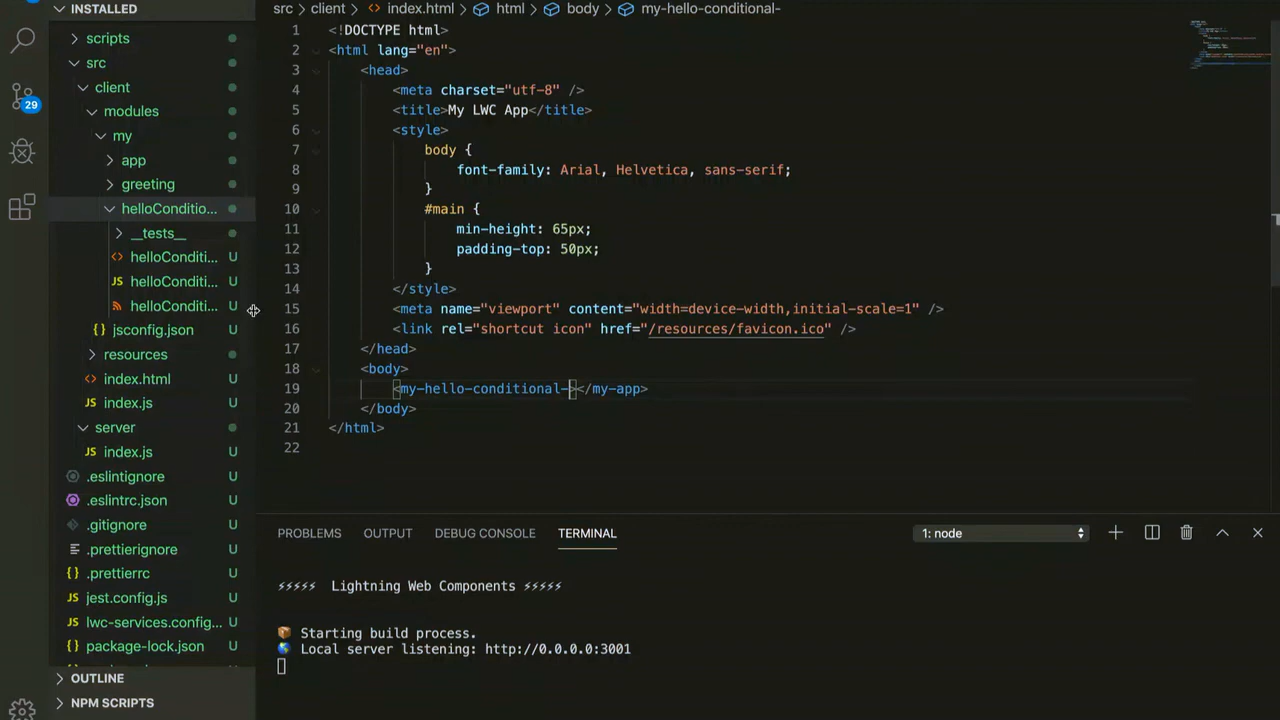 INSTALLED
scripts
src
client
modules
my
app
greeting
helloConditio...
__tests__
helloConditi...
U
JS helloConditi...
U
helloConditi...
U
{} jsconfig.json
U
resources
<> index.html
U
JS index.js
U
server
JS index.js
U
.eslintignore
U
.eslintrc.json
U
.gitignore
U
.prettierignore
U
{} .prettierrc
U
JS jest.config.js
U
JS lwc-services.config...
U
{} package-lock.json
U
OUTLINE
NPM SCRIPTS
29
src > client > <> index.html > html > body > my-hello-conditional-
1 <!DOCTYPE html>
2 <html lang="en">
3 <head>
4 <meta charset="utf-8" />
5 <title>My LWC App</title>
6 <style>
7 body {
8 font-family: Arial, Helvetica, sans-serif;
9 }
10 #main {
11 min-height: 65px;
12 padding-top: 50px;
13 }
14 </style>
15 <meta name="viewport" content="width=device-width,initial-scale=1" />
16 <link rel="shortcut icon" href="/resources/favicon.ico" />
17 </head>
18 <body>
19 <my-hello-conditional-></my-app>
20 </body>
21 </html>
22
PROBLEMS OUTPUT DEBUG CONSOLE TERMINAL 1: node
⚡⚡⚡⚡⚡ Lightning Web Components ⚡⚡⚡⚡⚡
📦 Starting build process.
🌎 Local server listening: http://0.0.0.0:3001